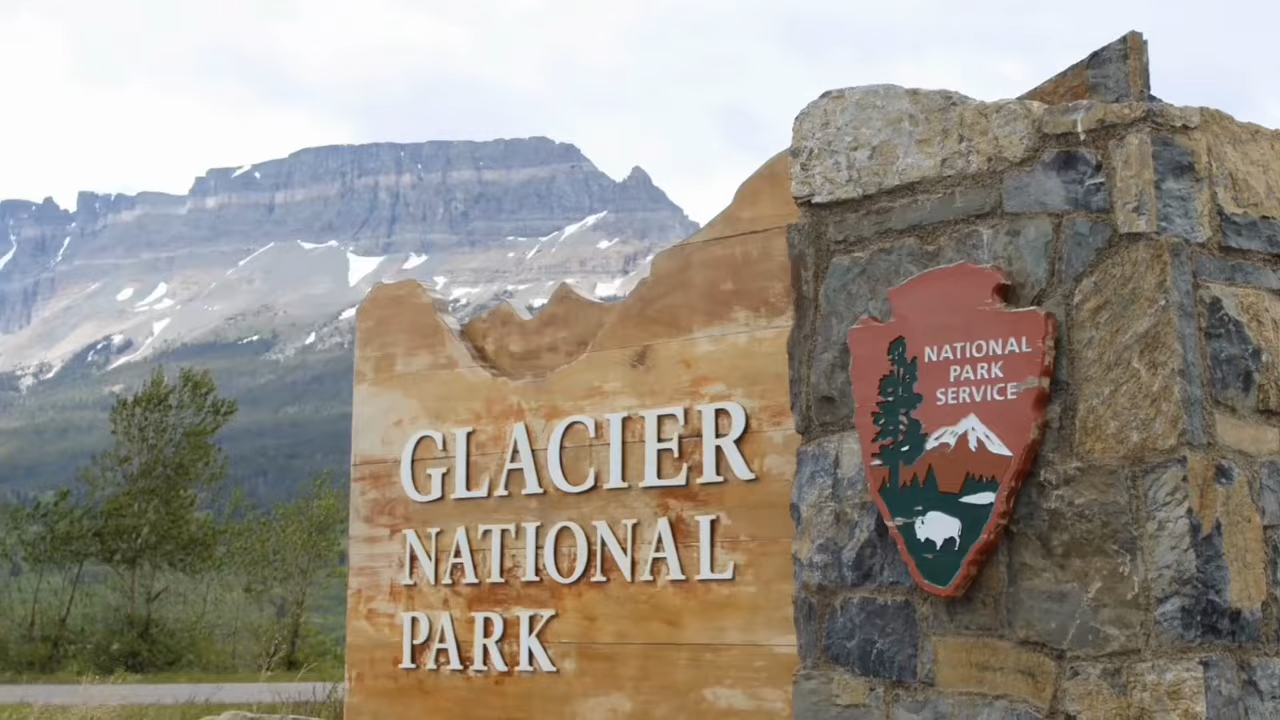 GLACIER
NATIONAL
PARK
NATIONAL
PARK
SERVICE